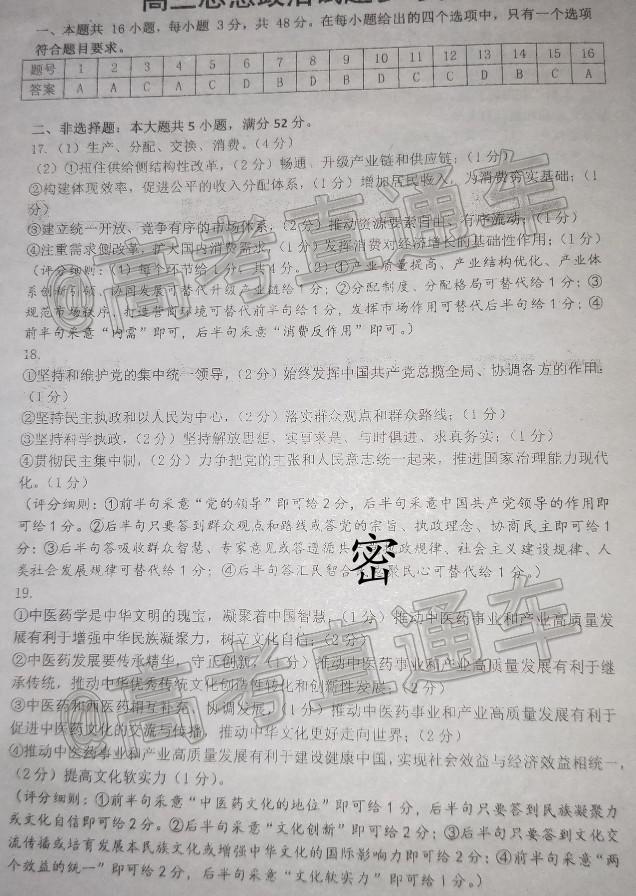 一、本题共 16 小题，每小题 3 分，共 48 分。在每小题给出的四个选项中，只有一个选项
符合题目要求。
题号 1 2 3 4 5 6 7 8 9 10 11 12 13 14 15 16
答案 A A C A C D B D B D C C D B C A
二、非选择题：本大题共 5 小题，满分 52 分。
17.（1）生产、分配、交换、消费。（4 分）
（2）①扭住供给侧结构性改革，（2 分）畅通、升级产业链和供应链；（1 分）
②构建体现效率，促进公平的收入分配体系，（1 分）增加居民收入，为消费夯实基础；（1
分）
③建立统一开放、竞争有序的市场体系，（2 分）推动资源要素自由、有序流动；（1 分）
④注重需求侧改革，扩大国内消费需求，（1 分）发挥消费对经济增长的基础性作用；（1 分）
（评分细则：（1）每个环节给 1 分，共 4 分。（2）①产业质量提高、产业结构优化、产业体
系创新引领、协同发展可替代升级产业链给 1 分；②分配制度、分配格局可替代给 1 分；③
规范市场秩序、打造营商环境可替代前半句给 1 分，发挥市场作用可替代后半句给 1 分；④
前半句采意“内需”即可，后半句采意“消费反作用”即可。）
18.
①坚持和维护党的集中统一领导，（2 分）始终发挥中国共产党总揽全局、协调各方的作用；
（1 分）
②坚持民主执政和以人民为中心，（2 分）落实群众观点和群众路线；（1 分）
③坚持科学执政，（2 分）坚持解放思想、实事求是、与时俱进、求真务实；（1 分）
④贯彻民主集中制，（2 分）力争把党的主张和人民意志统一起来，推进国家治理能力现代
化。（1 分）
（评分细则：①前半句采意“党的领导”即可给 2 分，后半句采意中国共产党领导的作用即
可给 1 分。②后半句只要答到群众观点和路线或答党的宗旨、执政理念、协商民主即可给 1
分；③后半句答吸收群众智慧、专家意见或答遵循共 执政规律、社会主义建设规律、人
类社会发展规律可替代给 1 分；④后半句答汇民智合 聚民心可替代给 1 分。）
密
19.
①中医药学是中华文明的瑰宝，凝聚着中国智慧，（1 分）推动中医药事业和产业高质量发
展有利于增强中华民族凝聚力，树立文化自信；（2 分）
②中医药发展要传承精华，守正创新，（1 分）推动中医药事业和产业高质量发展有利于继
承传统，推动中华优秀传统文化创造性转化和创新性发展；（2 分）
③中医药和西医药相互补充、协调发展，（1 分）推动中医药事业和产业高质量发展有利于
促进中医药文化的交流与传播，推动中华文化更好走向世界；（2 分）
④推动中医药事业和产业高质量发展有利于建设健康中国，实现社会效益与经济效益相统一，
（2 分）提高文化软实力（1 分）。
（评分细则：①前半句采意“中医药文化的地位”即可给 1 分，后半句只要答到民族凝聚力
或文化自信即可给 2 分。②后半句采意“文化创新”即可给 2 分；③后半句只要答到文化交
流传播或培育发展本民族文化或增强中华文化的国际影响力即可给 2 分；④前半句采意“两
个效益的统一”即可给 2 分，后半句采意“文化软实力”即可给 1 分。）
@高考直通车
@高考直通车